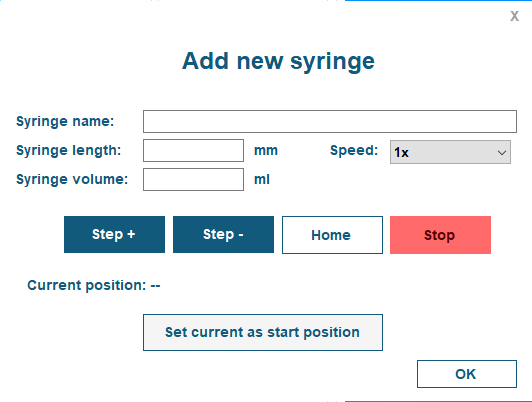 X
Add new syringe
Syringe name:
Syringe length: mm Speed: 1x
Syringe volume: ml
Step + Step - Home Stop
Current position: --
Set current as start position
OK